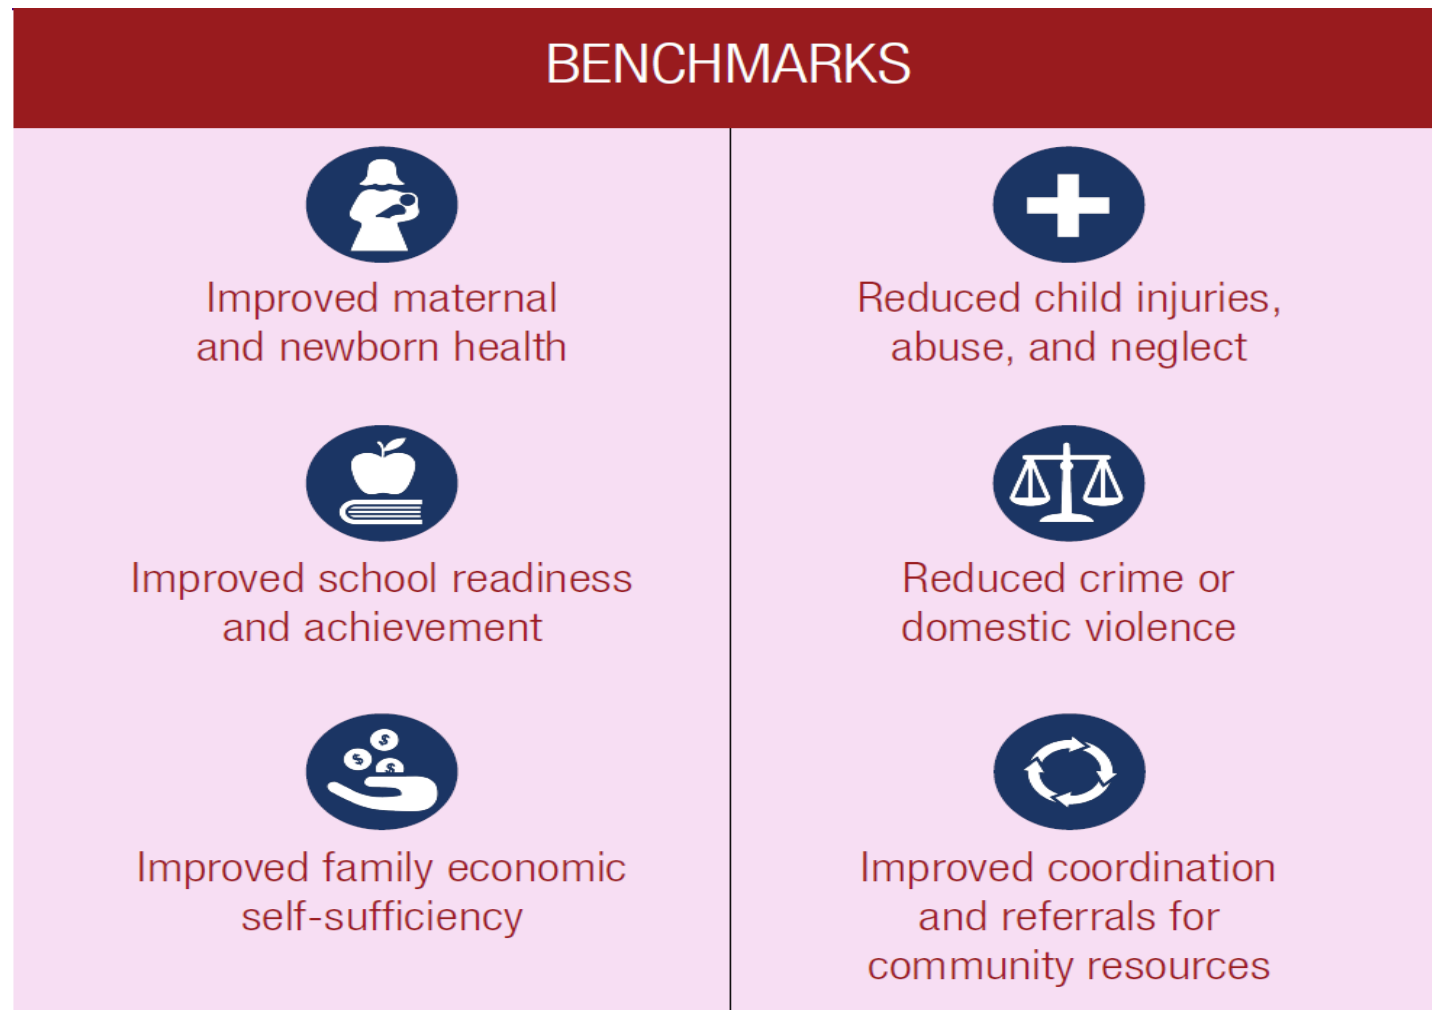 BENCHMARKS
Improved maternal
and newborn health
Reduced child injuries,
abuse, and neglect
Improved school readiness
and achievement
Reduced crime or
domestic violence
$
$
$
Improved family economic
self-sufficiency
Improved coordination
and referrals for
community resources